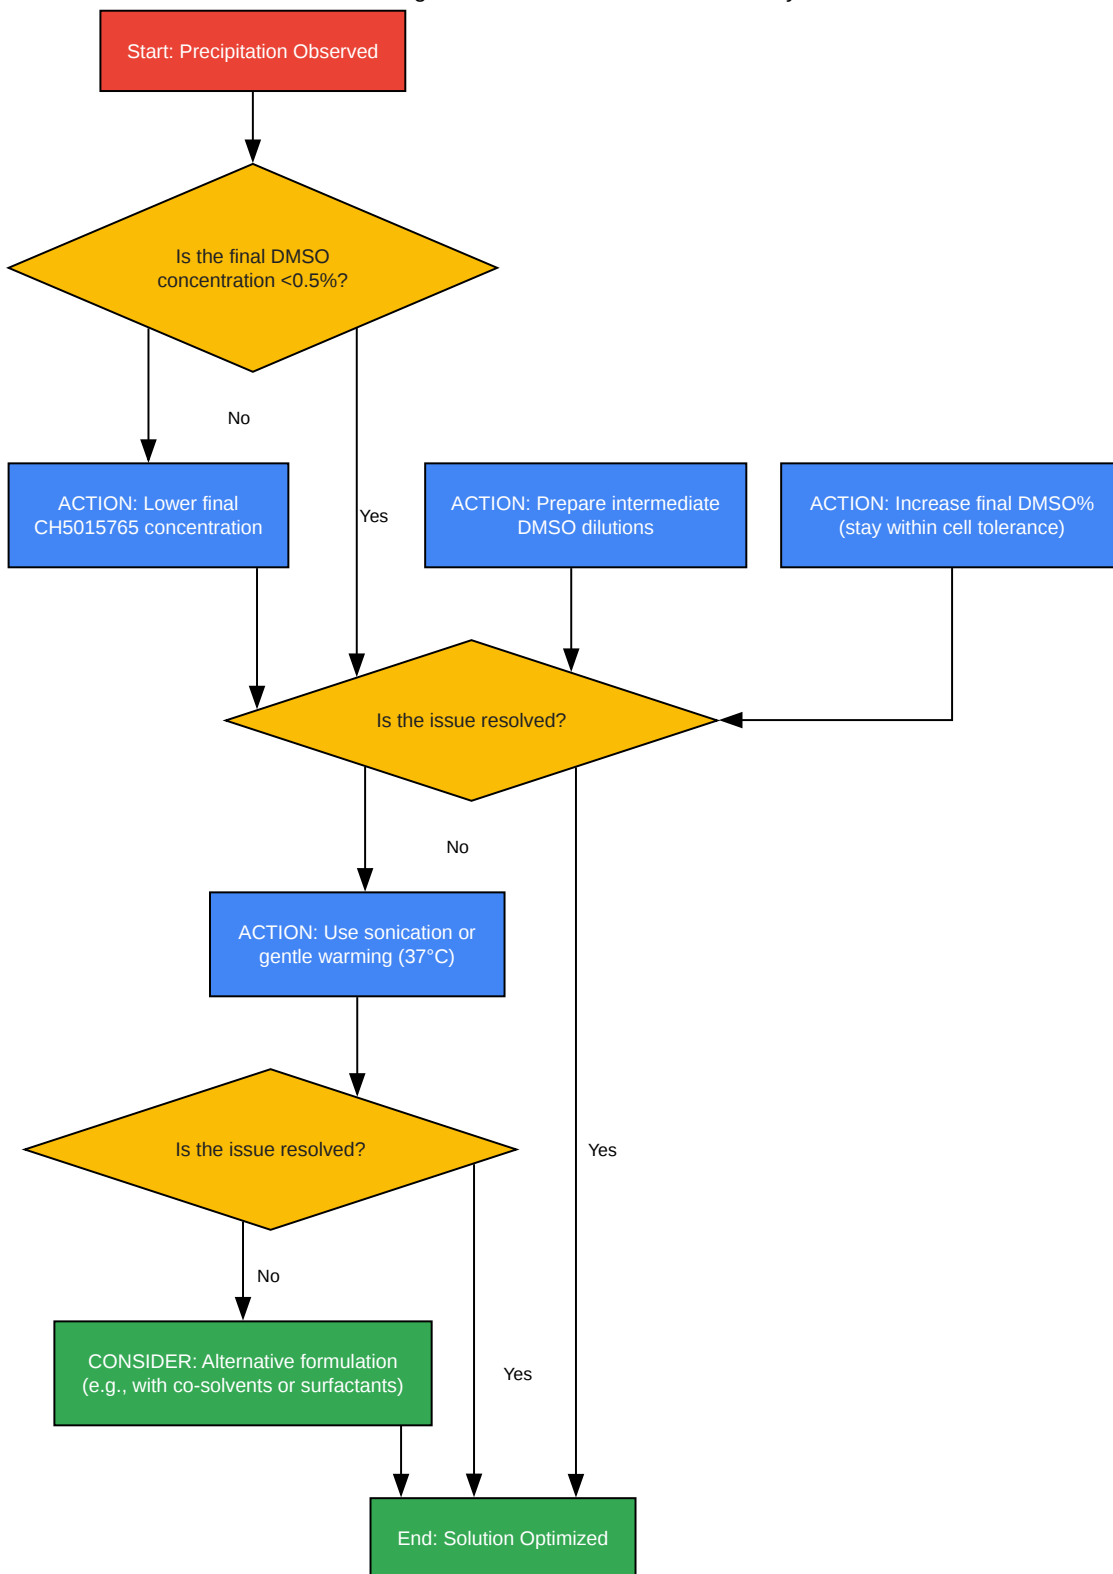 Start: Precipitation Observed
Is the final DMSO
concentration <0.5%?
No
Yes
ACTION: Lower final
CH5015765 concentration
ACTION: Prepare intermediate
DMSO dilutions
ACTION: Increase final DMSO%
(stay within cell tolerance)
Is the issue resolved?
No
ACTION: Use sonication or
gentle warming (37°C)
Yes
Is the issue resolved?
No
CONSIDER: Alternative formulation
(e.g., with co-solvents or surfactants)
Yes
End: Solution Optimized